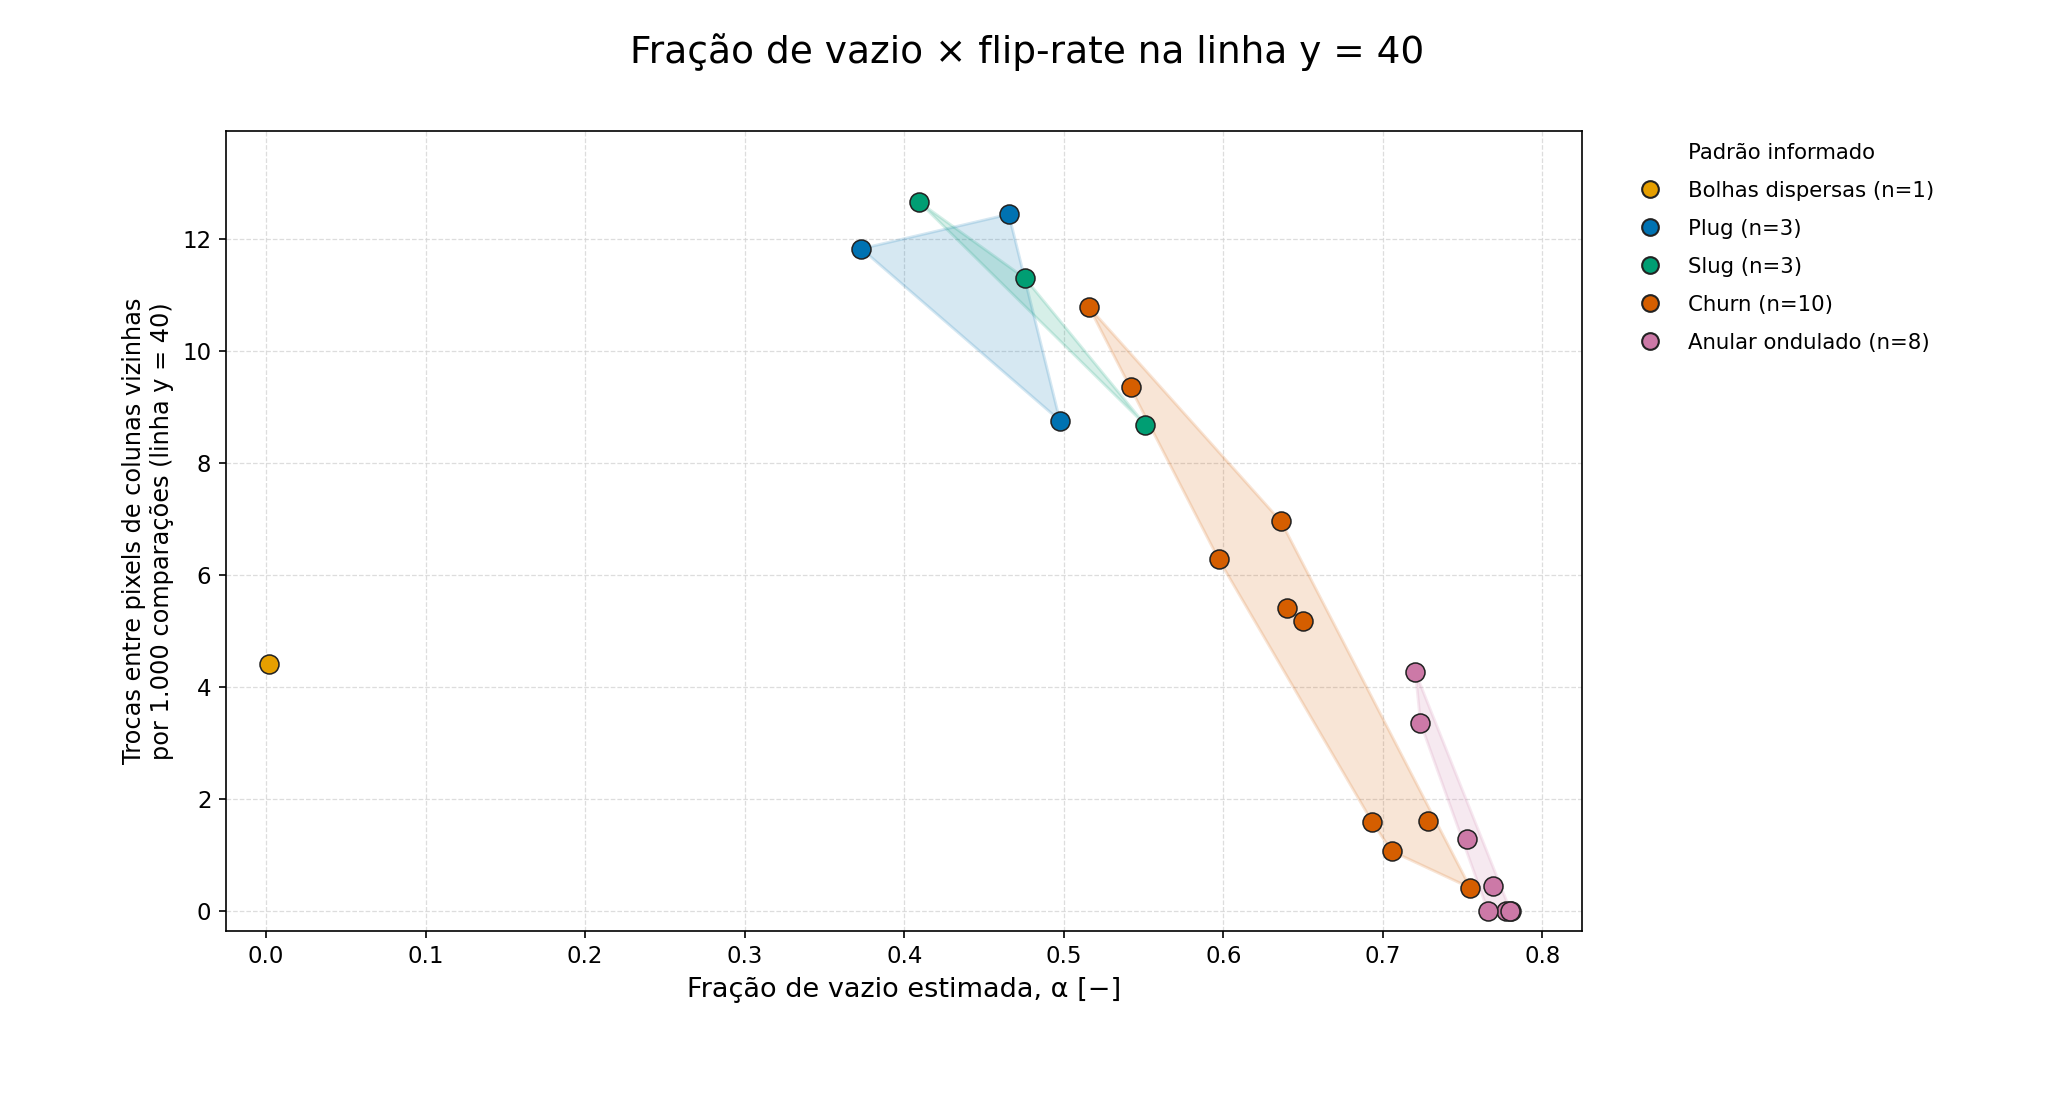 Fração de vazio × flip-rate na linha y = 40
Trocas entre pixels de colunas vizinhas
por 1.000 comparações (linha y = 40)
12
10
8
6
4
2
0
0.0 0.1 0.2 0.3 0.4 0.5 0.6 0.7 0.8
Fração de vazio estimada, α [−]
Padrão informado
Bolhas dispersas (n=1)
Plug (n=3)
Slug (n=3)
Churn (n=10)
Anular ondulado (n=8)